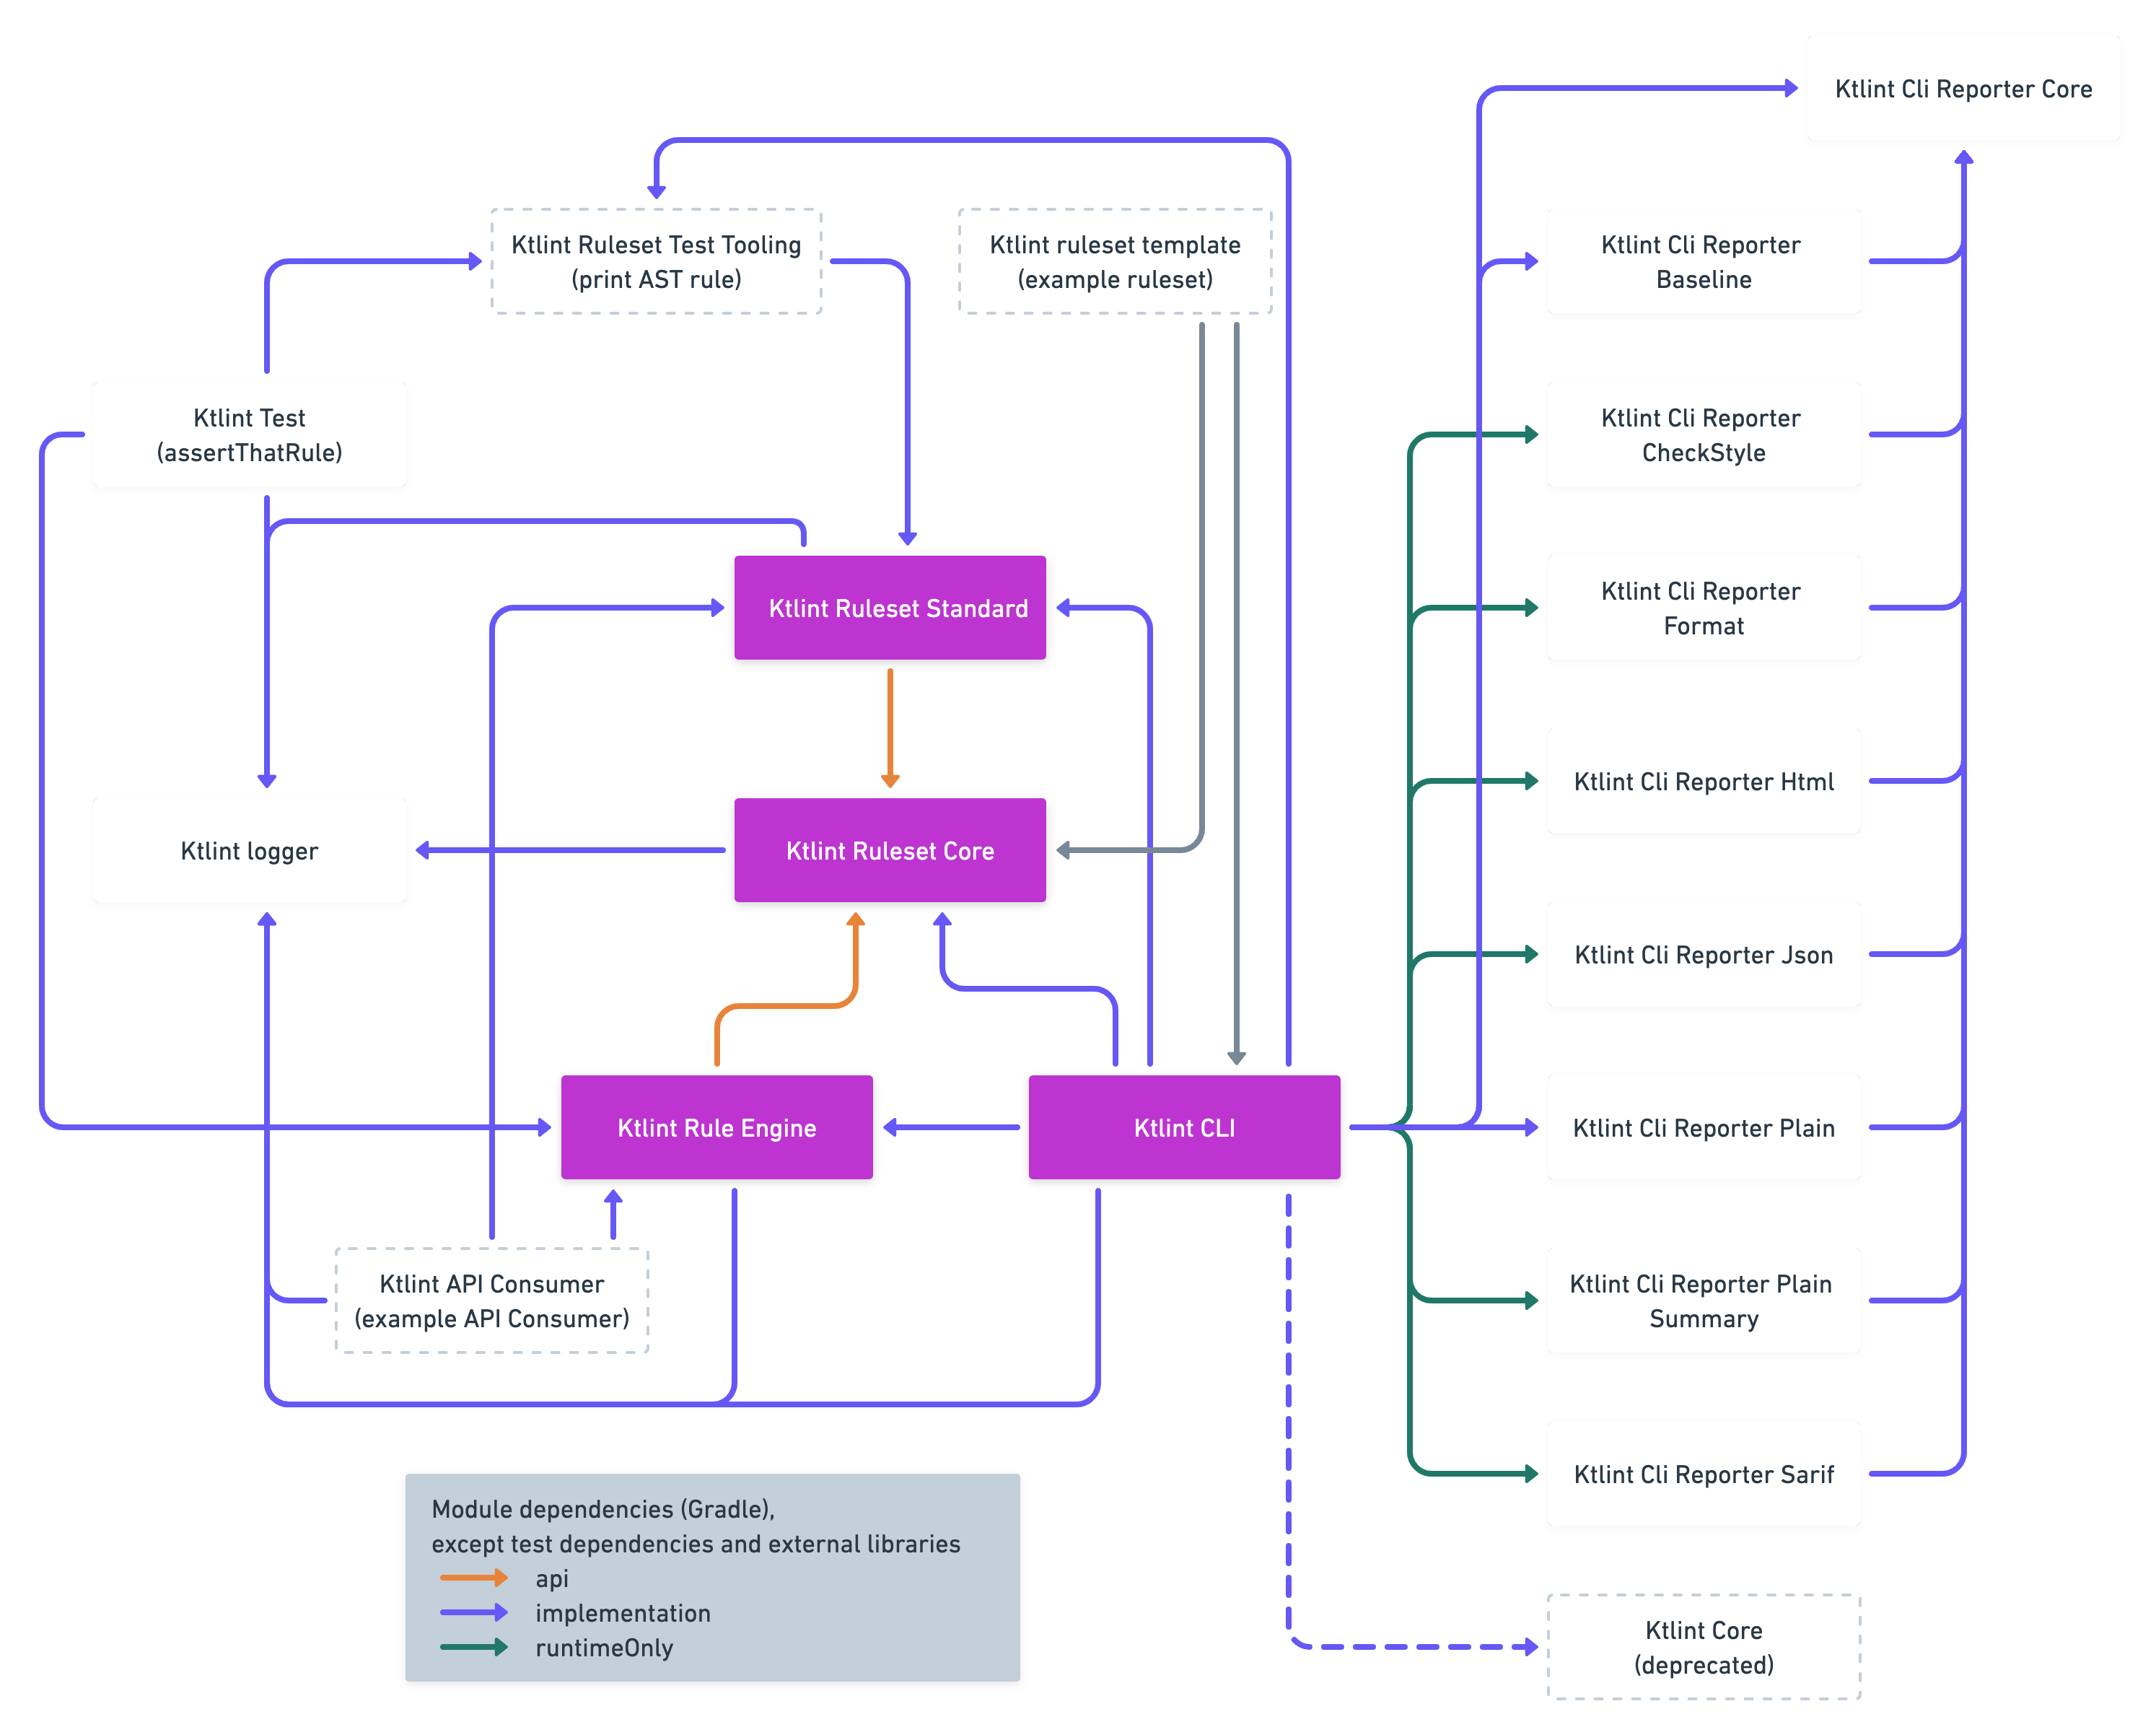 Ktlint Cli Reporter Core
Ktlint Ruleset Test Tooling
(print AST rule)
Ktlint ruleset template
(example ruleset)
Ktlint Cli Reporter
Baseline
Ktlint Test
(assertThatRule)
Ktlint Cli Reporter
CheckStyle
Ktlint Ruleset Standard
Ktlint Cli Reporter
Format
Ktlint Cli Reporter Html
Ktlint logger
Ktlint Ruleset Core
Ktlint Cli Reporter Json
Ktlint Rule Engine
Ktlint CLI
Ktlint Cli Reporter Plain
Ktlint API Consumer
(example API Consumer)
Ktlint Cli Reporter Plain
Summary
Ktlint Cli Reporter Sarif
Module dependencies (Gradle),
except test dependencies and external libraries
api
implementation
runtimeOnly
Ktlint Core
(deprecated)